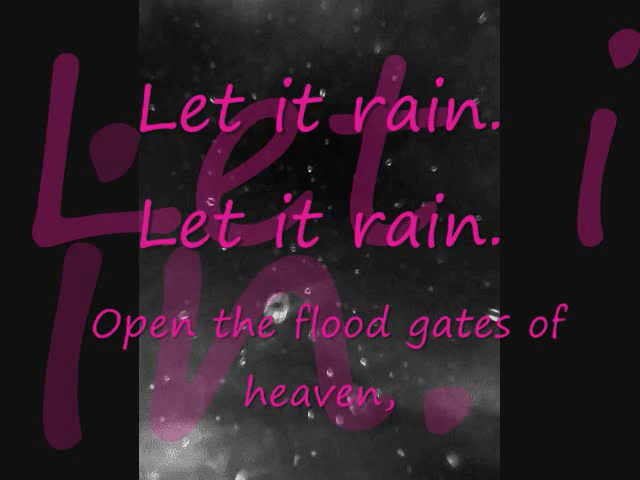 Let it rain.
Let it rain.
Open the flood gates of
heaven,